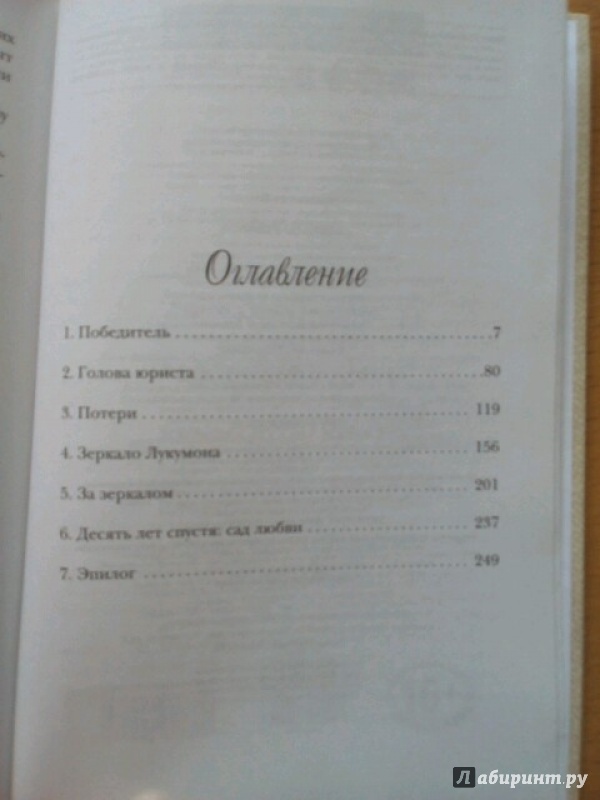 Оглавление
1. Победитель 7
2. Голова юриста 80
3. Потери 119
4. Зеркало Лукумона 156
5. За зеркалом 201
6. Десять лет спустя: сад любви 237
7. Эпилог 249
Лабиринт.ру